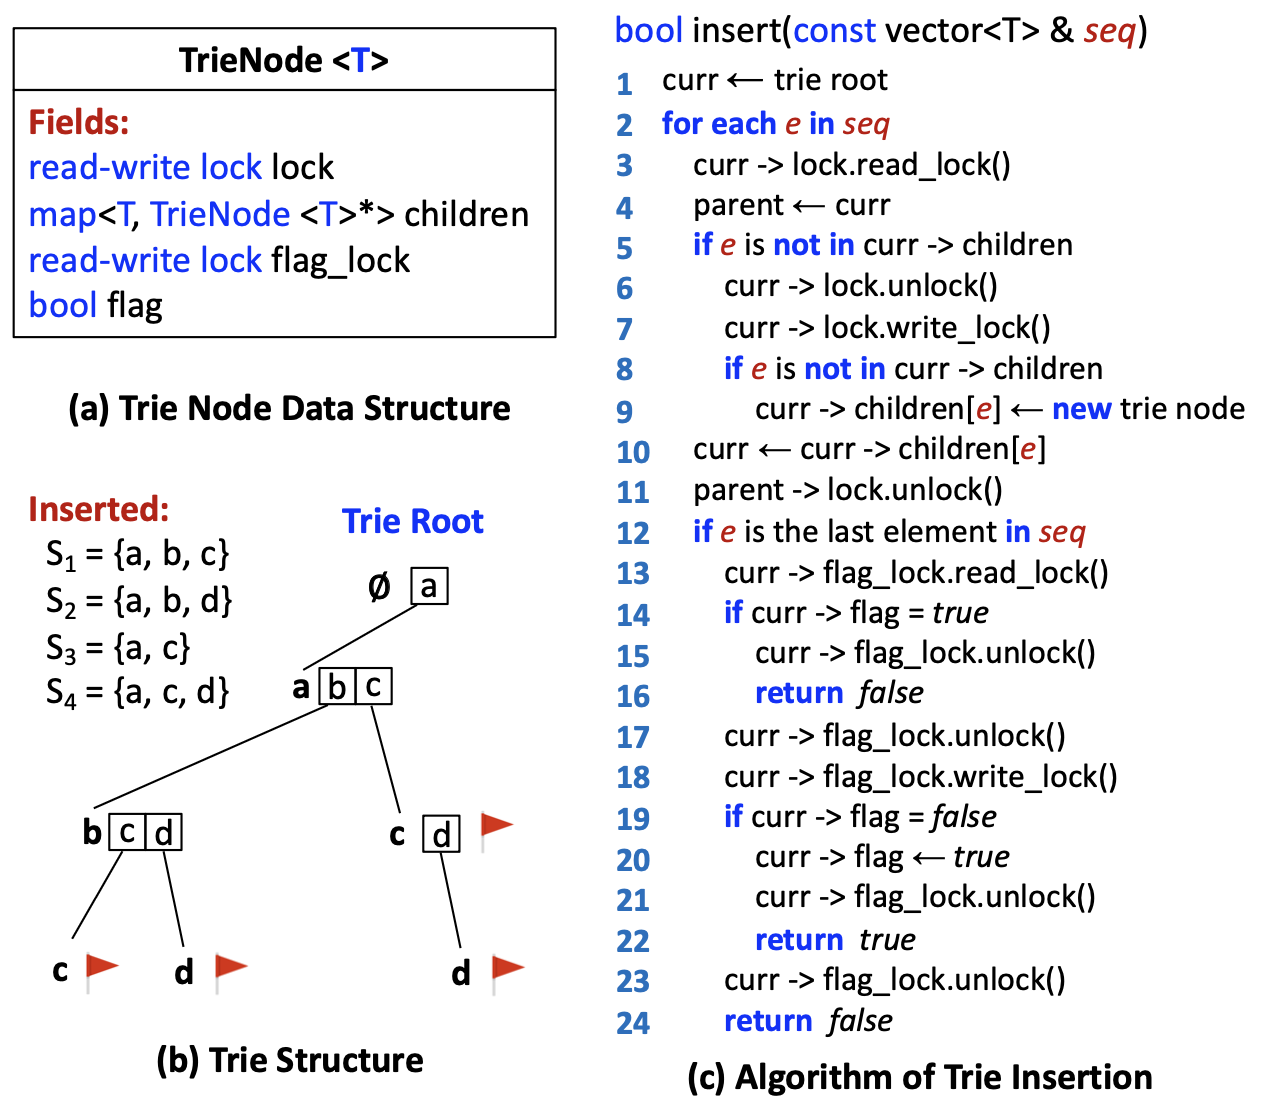 TrieNode <T>
Fields:
read-write lock lock
map<T, TrieNode <T>*> children
read-write lock flag_lock
bool flag
(a) Trie Node Data Structure
Inserted:
S1 = {a, b, c}
S2 = {a, b, d}
S3 = {a, c}
S4 = {a, c, d}
Trie Root
Ø a
a b c
b c d
c d
c
d
d
(b) Trie Structure
bool insert(const vector<T> & seq)
1 curr ← trie root
2 for each e in seq
3 curr -> lock.read_lock()
4 parent ← curr
5 if e is not in curr -> children
6 curr -> lock.unlock()
7 curr -> lock.write_lock()
8 if e is not in curr -> children
9 curr -> children[e] ← new trie node
10 curr ← curr -> children[e]
11 parent -> lock.unlock()
12 if e is the last element in seq
13 curr -> flag_lock.read_lock()
14 if curr -> flag = true
15 curr -> flag_lock.unlock()
16 return false
17 curr -> flag_lock.unlock()
18 curr -> flag_lock.write_lock()
19 if curr -> flag = false
20 curr -> flag ← true
21 curr -> flag_lock.unlock()
22 return true
23 curr -> flag_lock.unlock()
24 return false
(c) Algorithm of Trie Insertion